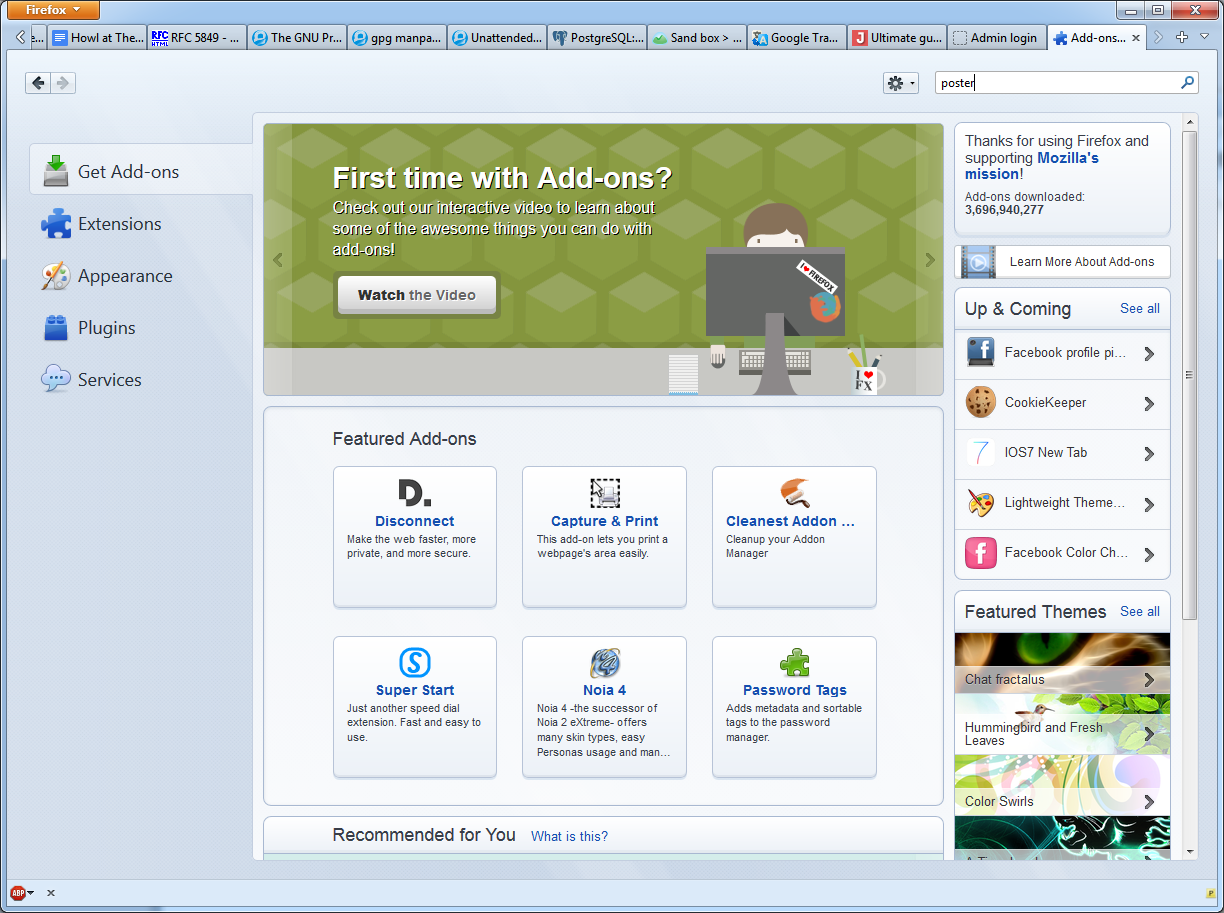 Firefox
e...
Howl at The...
RFC HTML
RFC 5849 - ...
The GNU Pr...
gpg manpa...
Unattended...
PostgreSQL:...
Sand box > ...
Google Tra...
J
Ultimate gu...
Admin login
Add-ons...
poster
Get Add-ons
Extensions
Appearance
Plugins
Services
First time with Add-ons?
Check out our interactive video to learn about
some of the awesome things you can do with
add-ons!
Watch the Video
I ❤ FIREFOX
I ❤
FX
Featured Add-ons
D.
Disconnect
Make the web faster, more
private, and more secure.
Capture & Print
This add-on lets you print a
webpage's area easily.
Cleanest Addon ...
Cleanup your Addon
Manager
S
Super Start
Just another speed dial
extension. Fast and easy to
use.
4
Noia 4
Noia 4 -the successor of
Noia 2 eXtreme- offers
many skin types, easy
Personas usage and man...
Password Tags
Adds metadata and sortable
tags to the password
manager.
Recommended for You
What is this?
Thanks for using Firefox and
supporting Mozilla's
mission!
Add-ons downloaded:
3,696,940,277
Learn More About Add-ons
Up & Coming
See all
f
Facebook profile pi...
CookieKeeper
7
IOS7 New Tab
Lightweight Theme...
f
Facebook Color Ch...
Featured Themes
See all
Chat fractalus
Hummingbird and Fresh
Leaves
Color Swirls
ABP
P